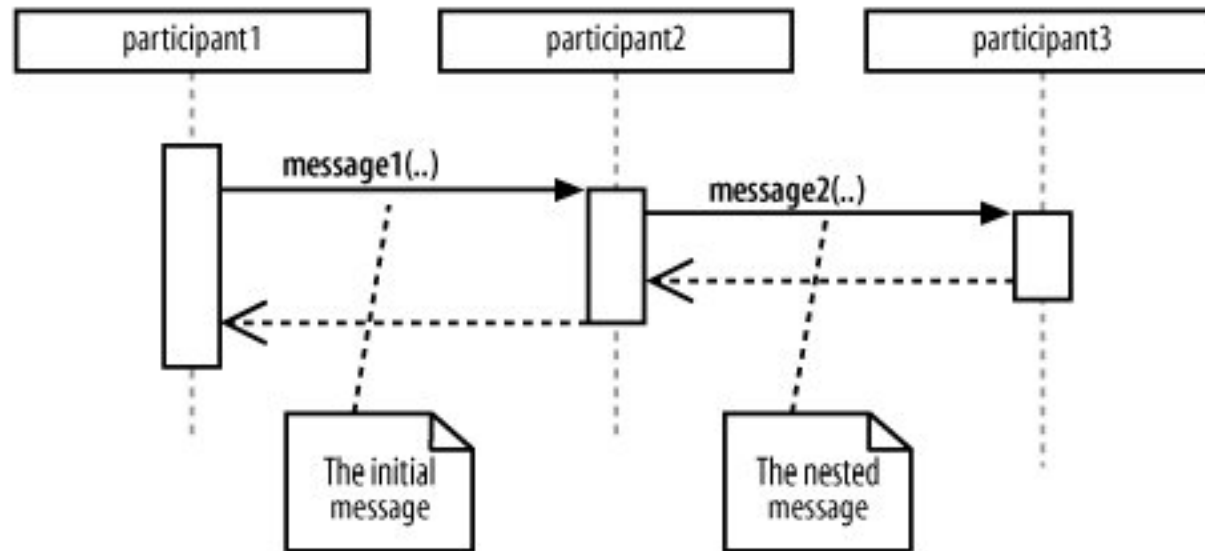 participant1
participant2
participant3
message1(..)
message2(..)
The initial
message
The nested
message